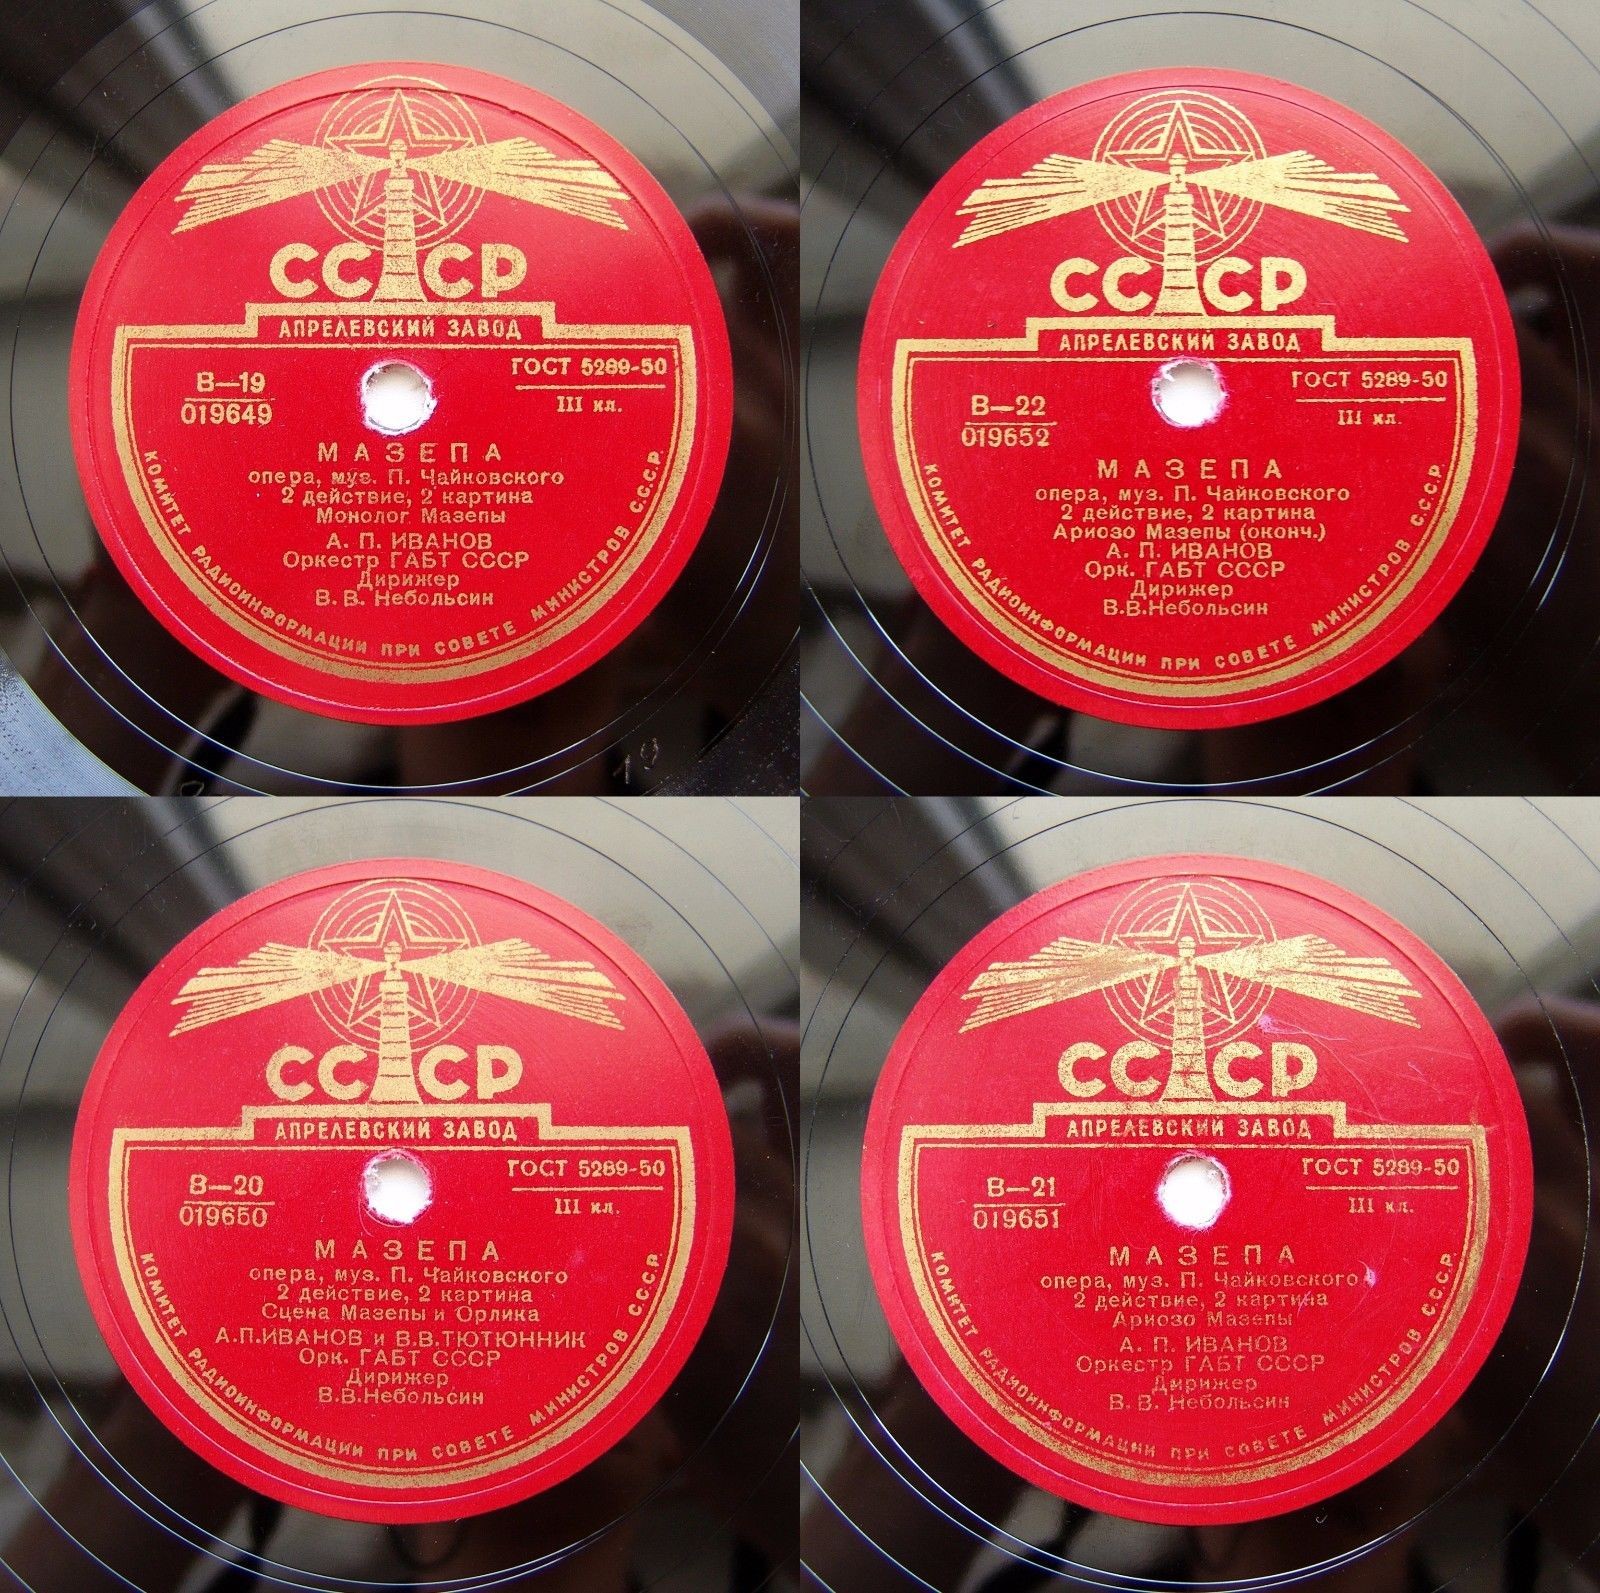 СССР
АПРЕЛЕВСКИЙ ЗАВОД
В—19
019649
ГОСТ 5289-50
III кл.
МАЗЕПА
опера, муз. П. Чайковского
2 действие, 2 картина
Монолог Мазепы
А. П. ИВАНОВ
Оркестр ГАБТ СССР
Дирижер
В. В. Небольсин
КОМИТЕТ РАДИОИНФОРМАЦИИ ПРИ СОВЕТЕ МИНИСТРОВ СССР.
19
СССР
АПРЕЛЕВСКИЙ ЗАВОД
В—22
019652
ГОСТ 5289-50
III кл.
МАЗЕПА
опера, муз. П. Чайковского
2 действие, 2 картина
Ариозо Мазепы (оконч.)
А. П. ИВАНОВ
Орк. ГАБТ СССР
Дирижер
В.В.Небольсин
КОМИТЕТ РАДИОИНФОРМАЦИИ ПРИ СОВЕТЕ МИНИСТРОВ С.С.С.Р.
СССР
АПРЕЛЕВСКИЙ ЗАВОД
В—20
019650
ГОСТ 5289-50
III кл.
МАЗЕПА
опера, муз. П. Чайковского
2 действие, 2 картина
Сцена Мазепы и Орлика
А.П.ИВАНОВ и В.В.ТЮТЮННИК
Орк. ГАБТ СССР
Дирижер
В.В.Небольсин
КОМИТЕТ РАДИОИНФОРМАЦИИ ПРИ СОВЕТЕ МИНИСТРОВ С.С.С.Р.
СССР
АПРЕЛЕВСКИЙ ЗАВОД
В—21
019651
ГОСТ 5289-50
III кл.
МАЗЕПА
опера, муз. П. Чайковского
2 действие, 2 картина
Ариозо Мазепы
А. П. ИВАНОВ
Оркестр ГАБТ СССР
Дирижер
В. В. Небольсин
КОМИТЕТ РАДИОИНФОРМАЦИИ ПРИ СОВЕТЕ МИНИСТРОВ С.С.С.Р.